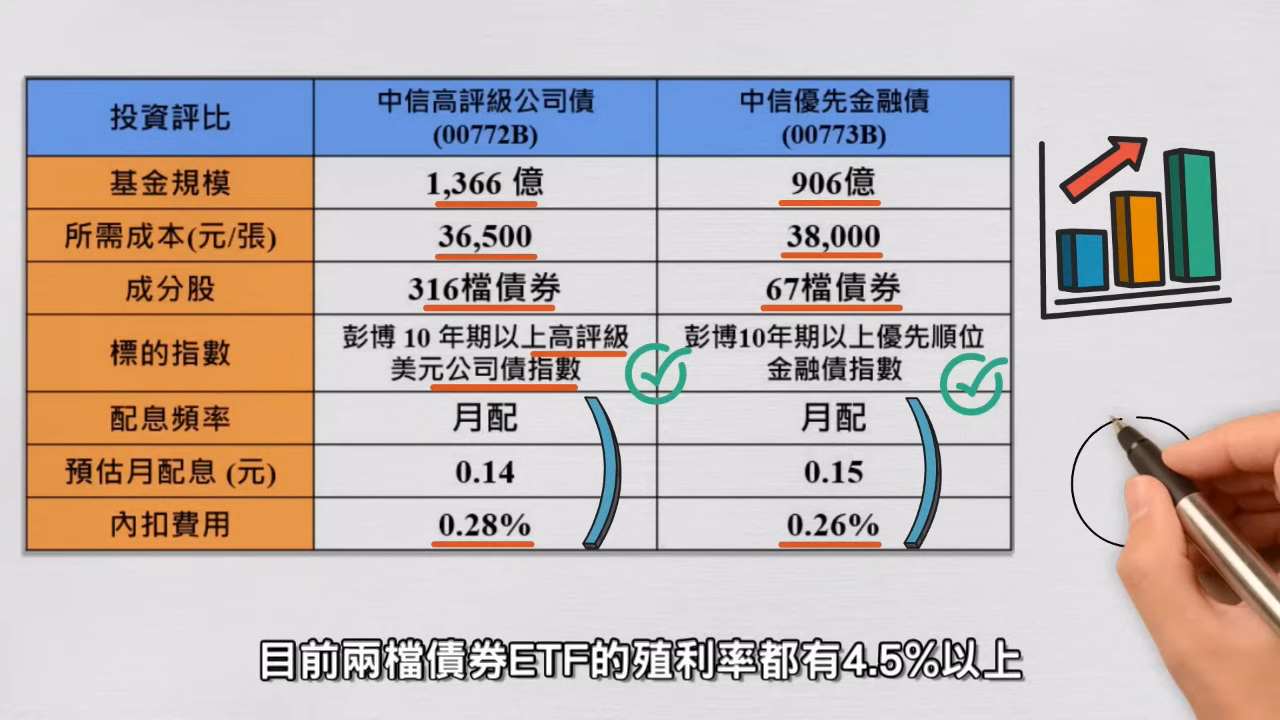 投資評比
中信高評級公司債
(00772B)
中信優先金融債
(00773B)
基金規模
1,366 億
906億
所需成本(元/張)
36,500
38,000
成分股
316檔債券
67檔債券
標的指數
彭博 10 年期以上高評級
美元公司債指數
彭博10年期以上優先順位
金融債指數
配息頻率
月配
月配
預估月配息 (元)
0.14
0.15
內扣費用
0.28%
0.26%
目前兩檔債券ETF的殖利率都有4.5%以上